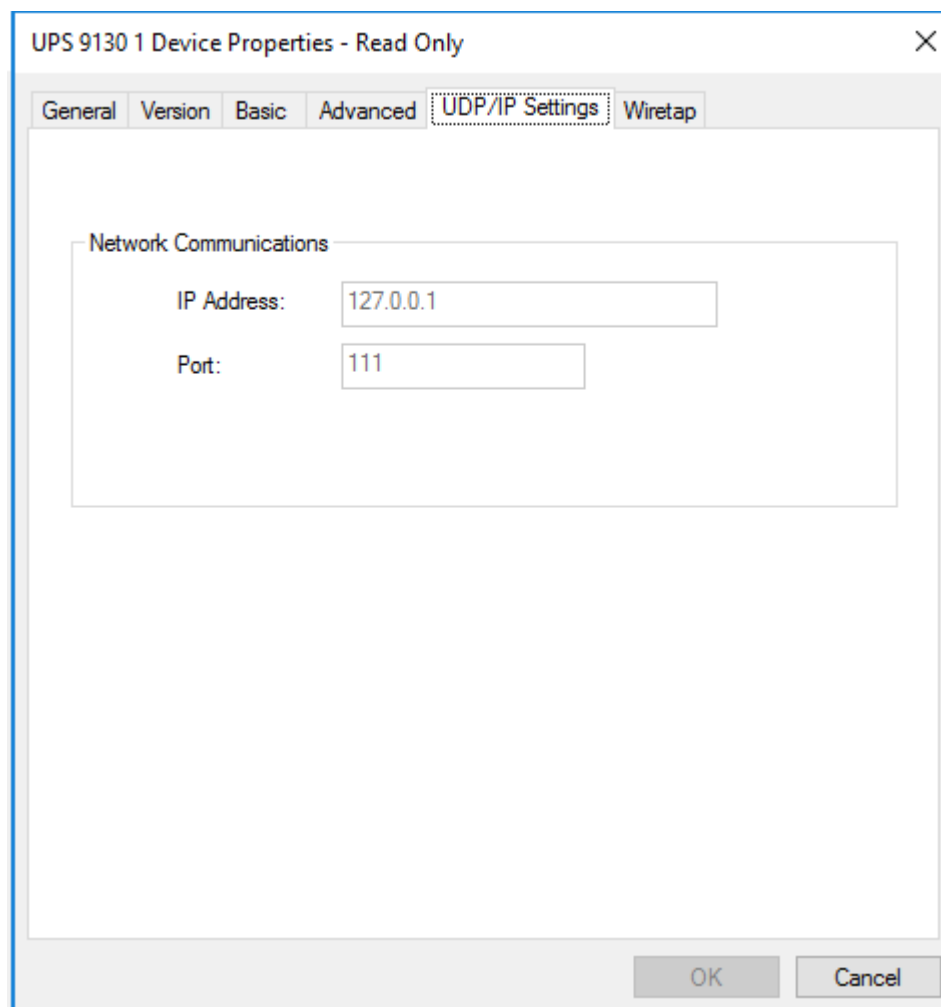 UPS 9130 1 Device Properties - Read Only
General Version Basic Advanced UDP/IP Settings Wiretap
Network Communications
IP Address: 127.0.0.1
Port: 111
OK Cancel